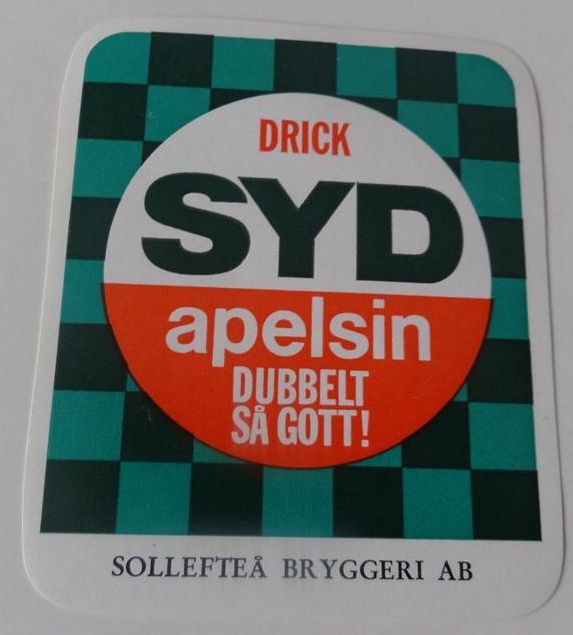 DRICK
SYD
apelsin
DUBBELT
SÅ GOTT!
SOLLEFTEÅ BRYGGERI AB